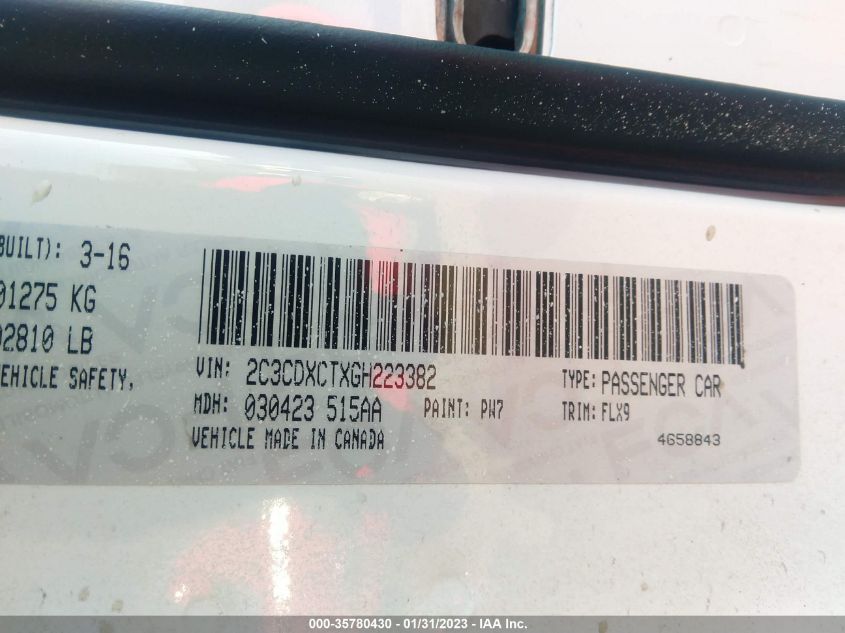 BUILT): 3-16
01275 KG
02810 LB
VEHICLE SAFETY,
VIN: 2C3CDXCTXGH223382
TYPE: PASSENGER CAR
MDH: 030423 515AA
PAINT: PW7
TRIM: FLX9
VEHICLE MADE IN CANADA
4658843
000-35780430 - 01/31/2023 - IAA Inc.